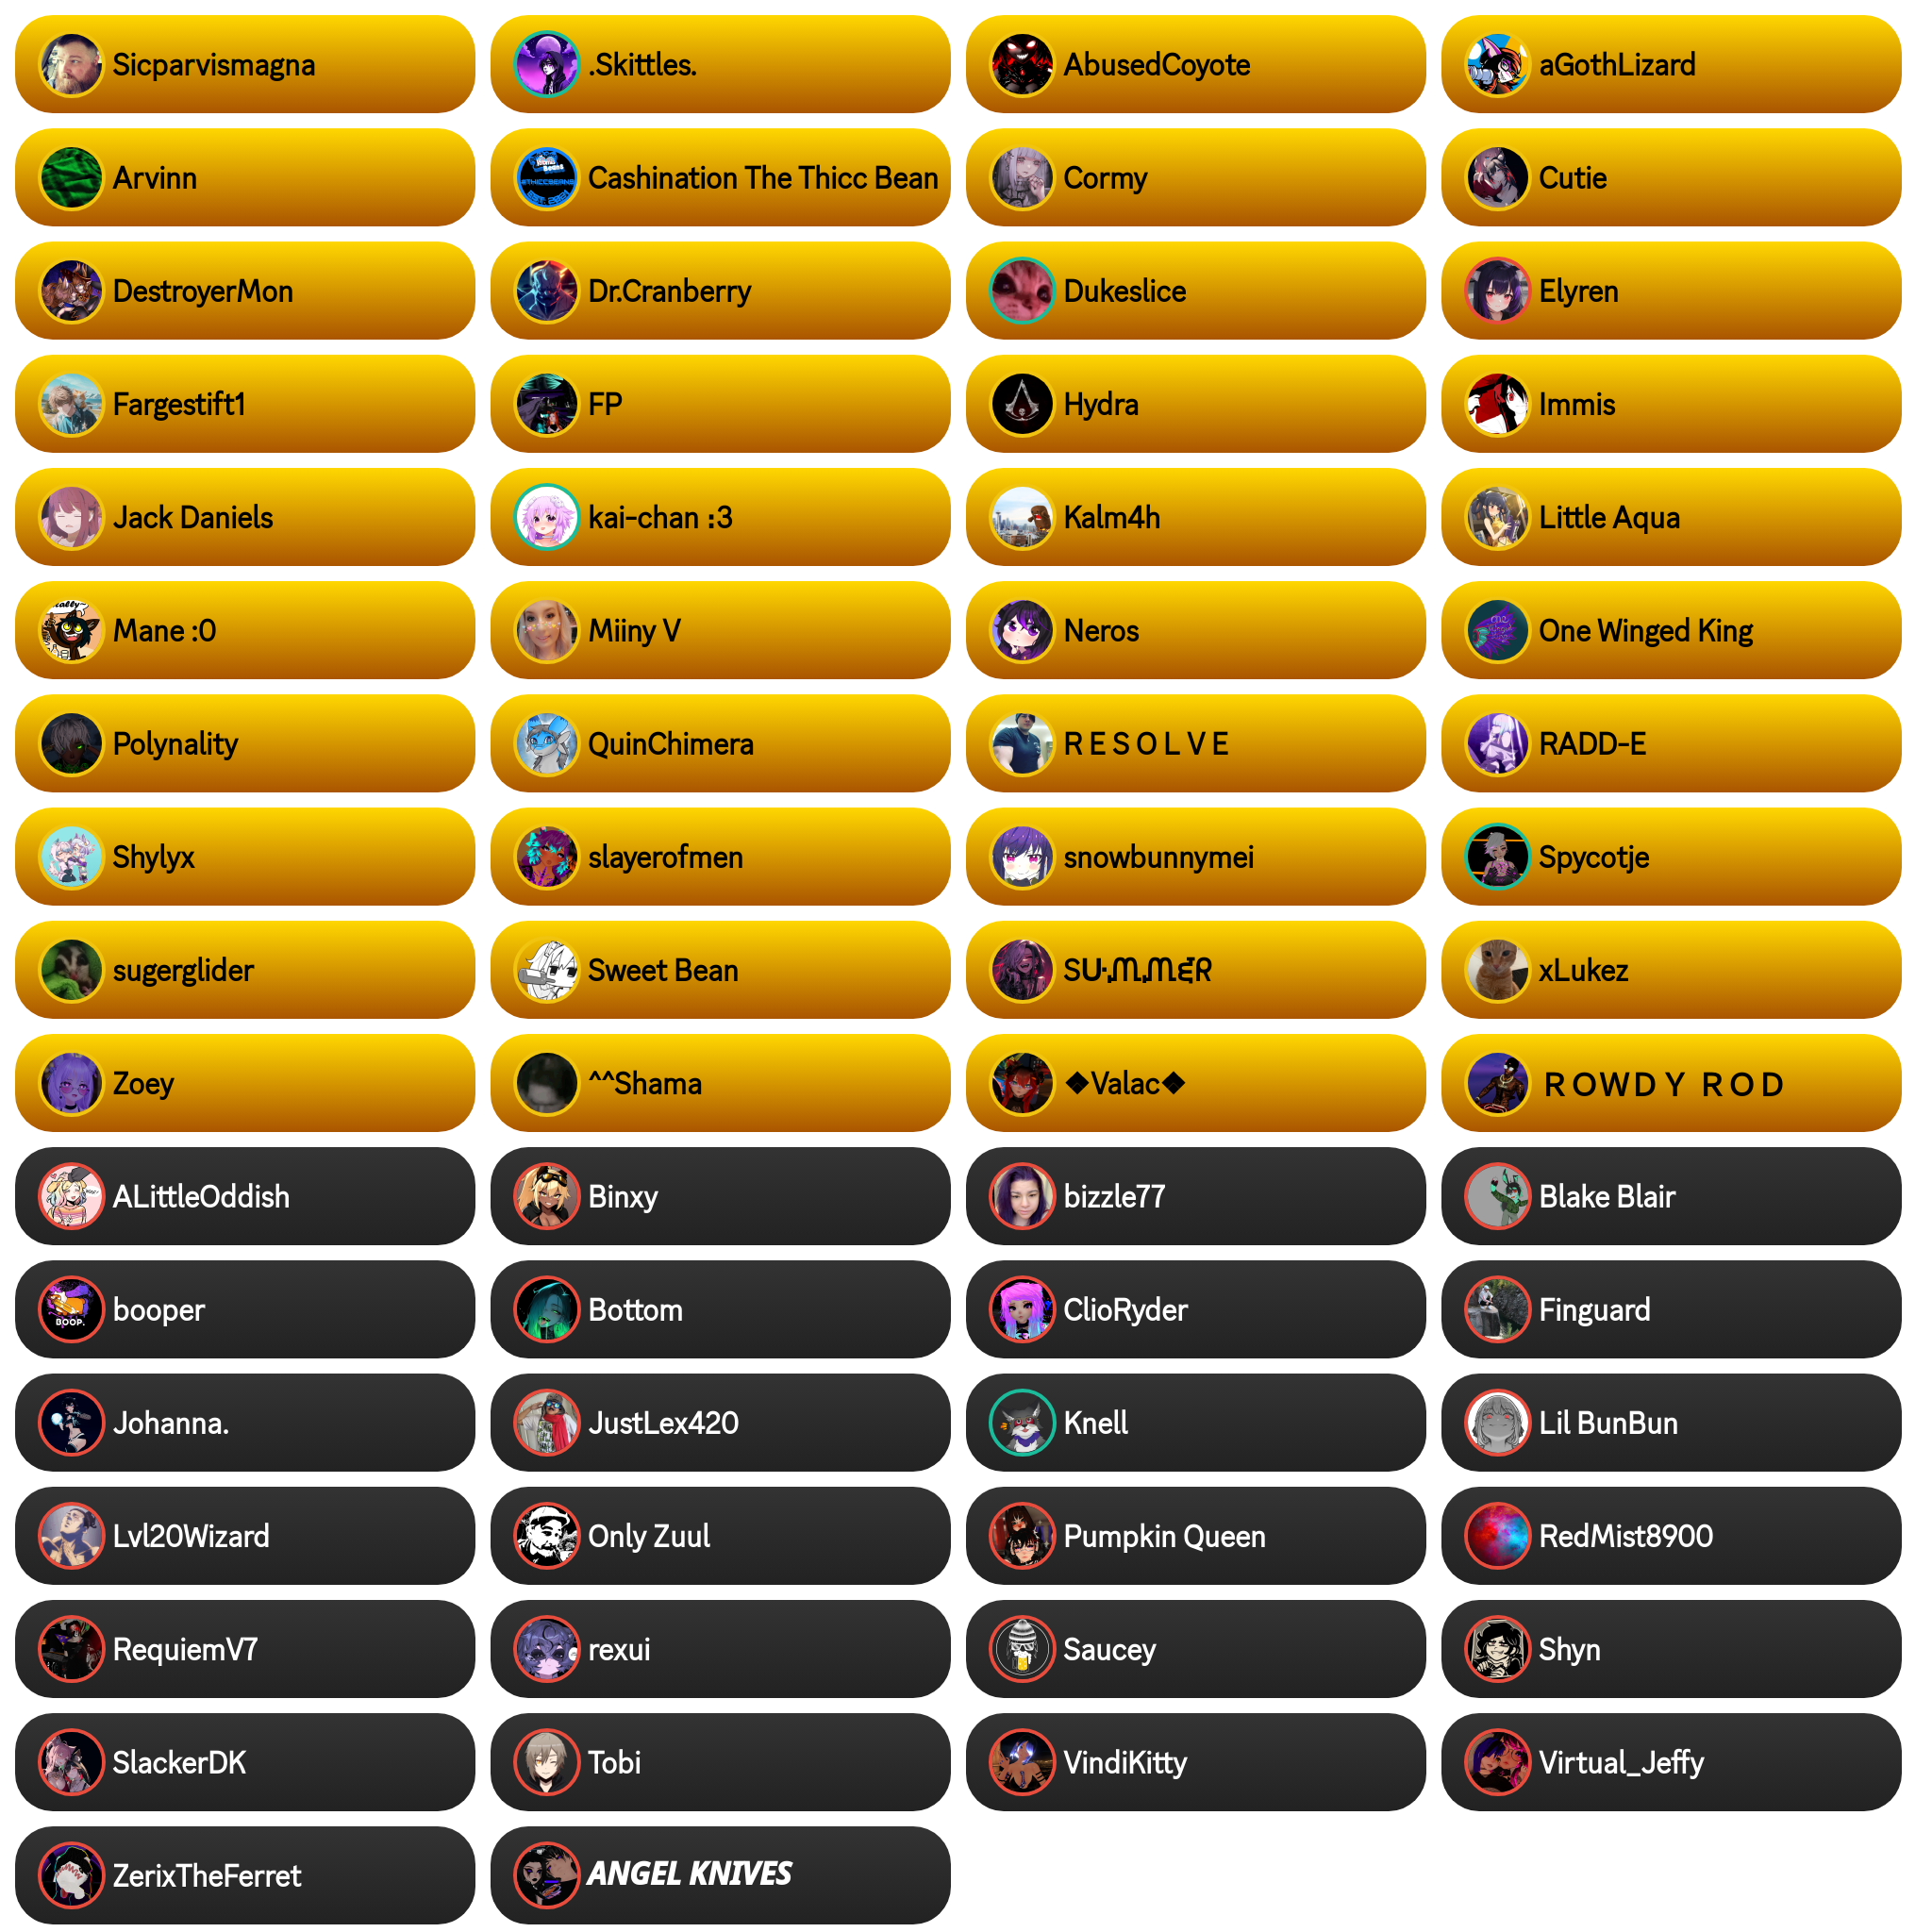 Sicparvismagna
.Skittles.
AbusedCoyote
aGothLizard
Arvinn
Cashination The Thicc Bean
Cormy
Cutie
DestroyerMon
Dr.Cranberry
Dukeslice
Elyren
Fargestift1
FP
Hydra
Immis
Jack Daniels
kai-chan :3
Kalm4h
Little Aqua
Mane :0
Miiny V
Neros
One Winged King
Polynality
QuinChimera
R E S O L V E
RADD-E
Shylyx
slayerofmen
snowbunnymei
Spycotje
sugerglider
Sweet Bean
xLukez
Zoey
^^Shama
❖Valac❖
R O W D Y  R O D
ALittleOddish
Binxy
bizzle77
Blake Blair
booper
BOOP.
Bottom
ClioRyder
Finguard
Johanna.
JustLex420
Knell
Lil BunBun
Lvl20Wizard
Only Zuul
Pumpkin Queen
RedMist8900
RequiemV7
rexui
Saucey
Shyn
SlackerDK
Tobi
VindiKitty
Virtual_Jeffy
ZerixTheFerret
ANGEL KNIVES